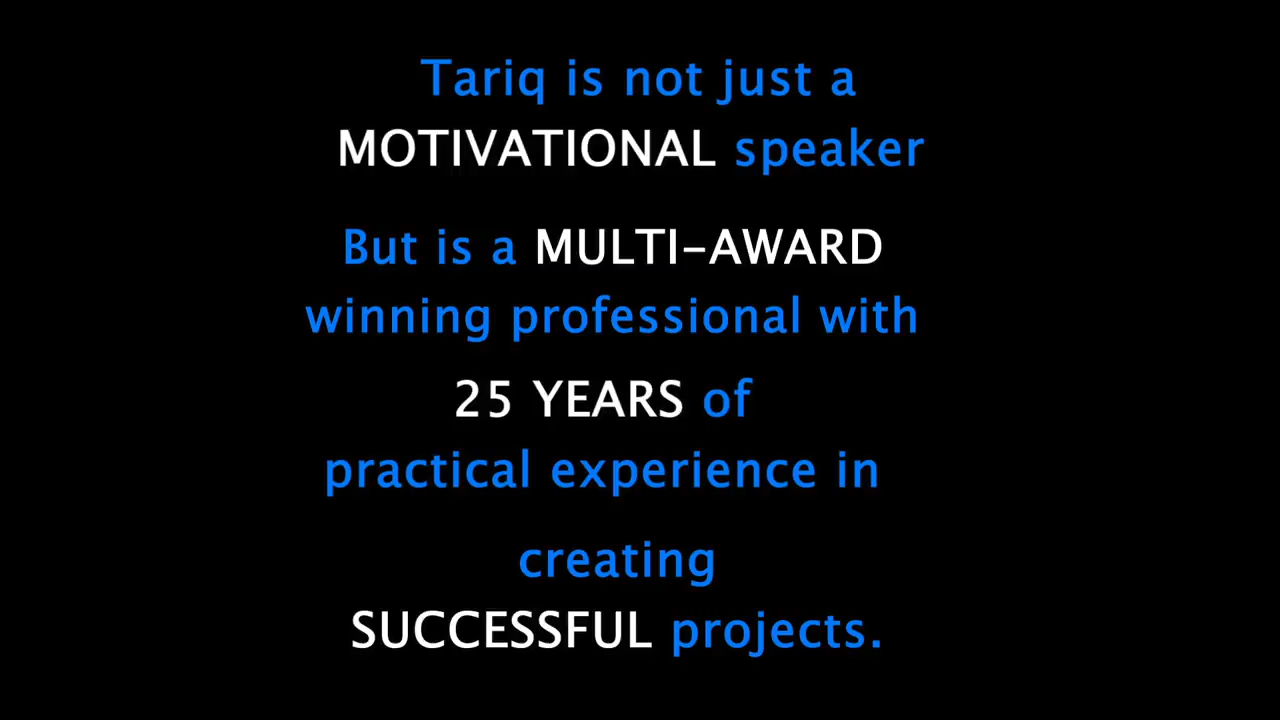 Tariq is not just a
MOTIVATIONAL speaker
But is a MULTI-AWARD
winning professional with
25 YEARS of
practical experience in
creating
SUCCESSFUL projects.